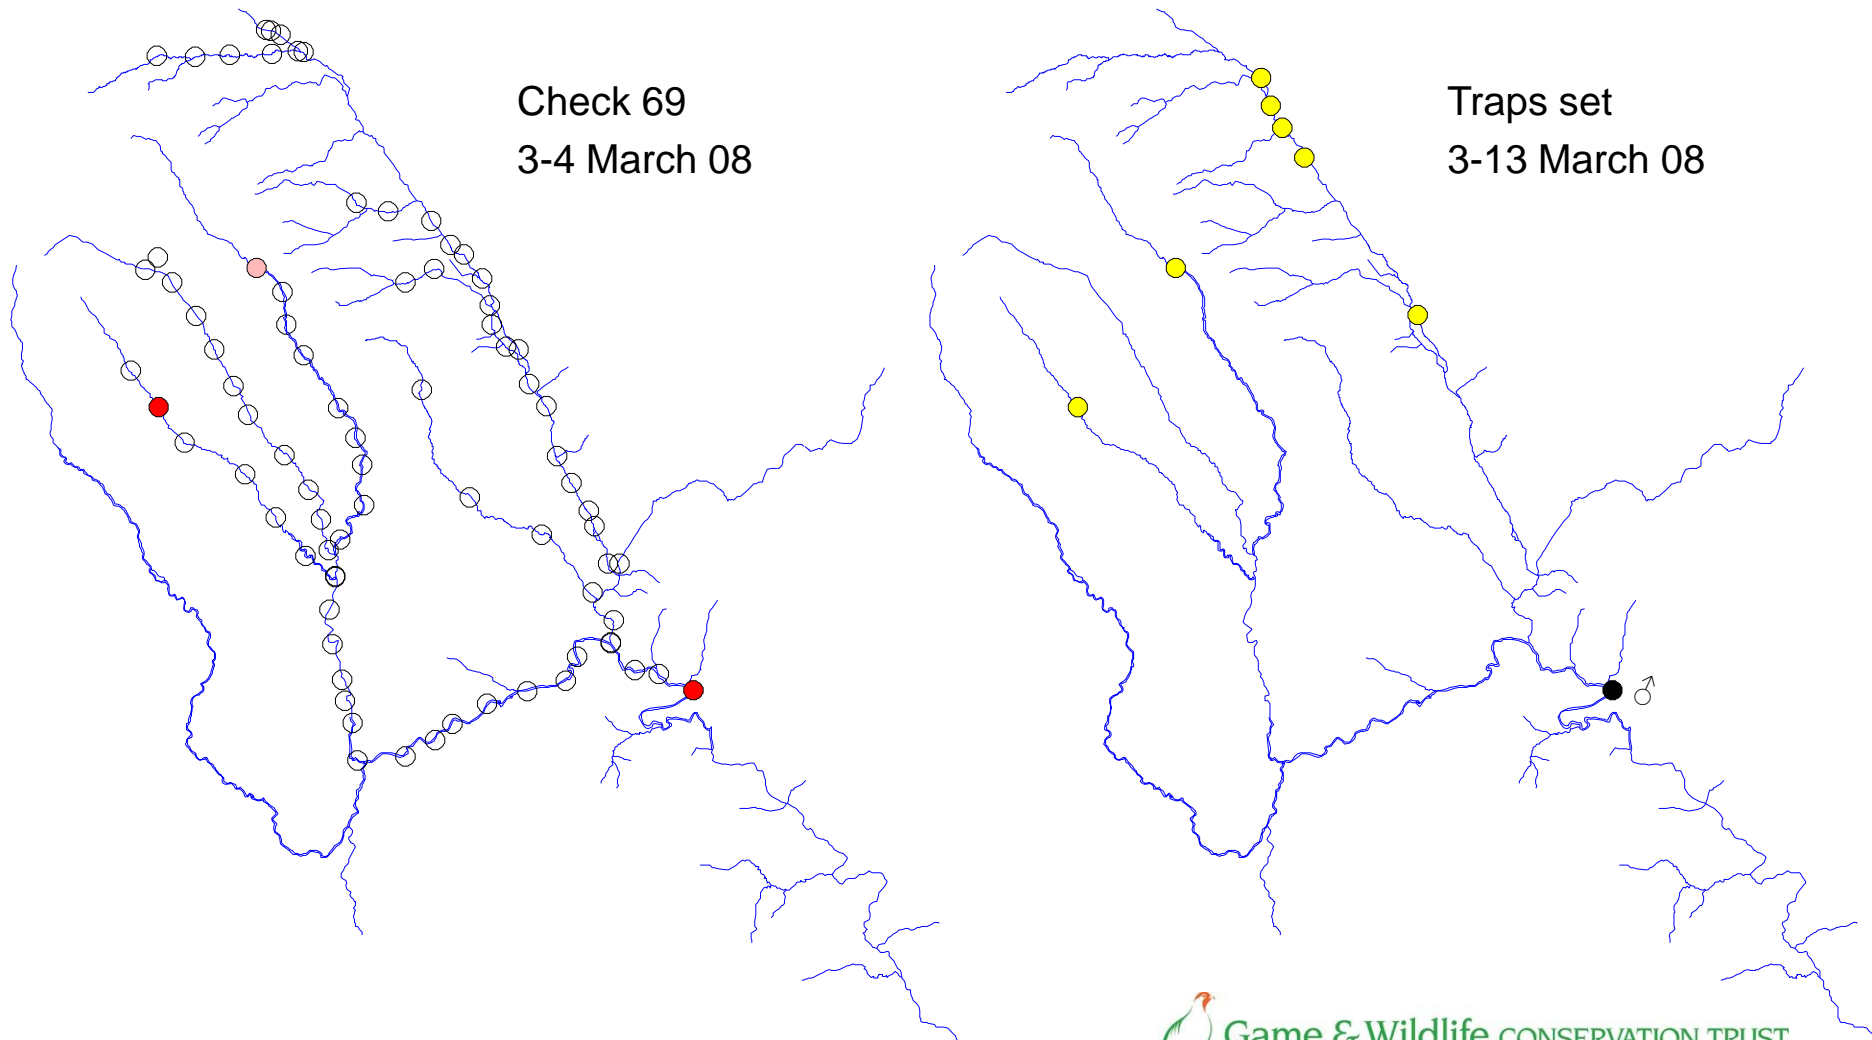 Check 69
3-4 March 08
Traps set
3-13 March 08
♂
Game & Wildlife CONSERVATION TRUST